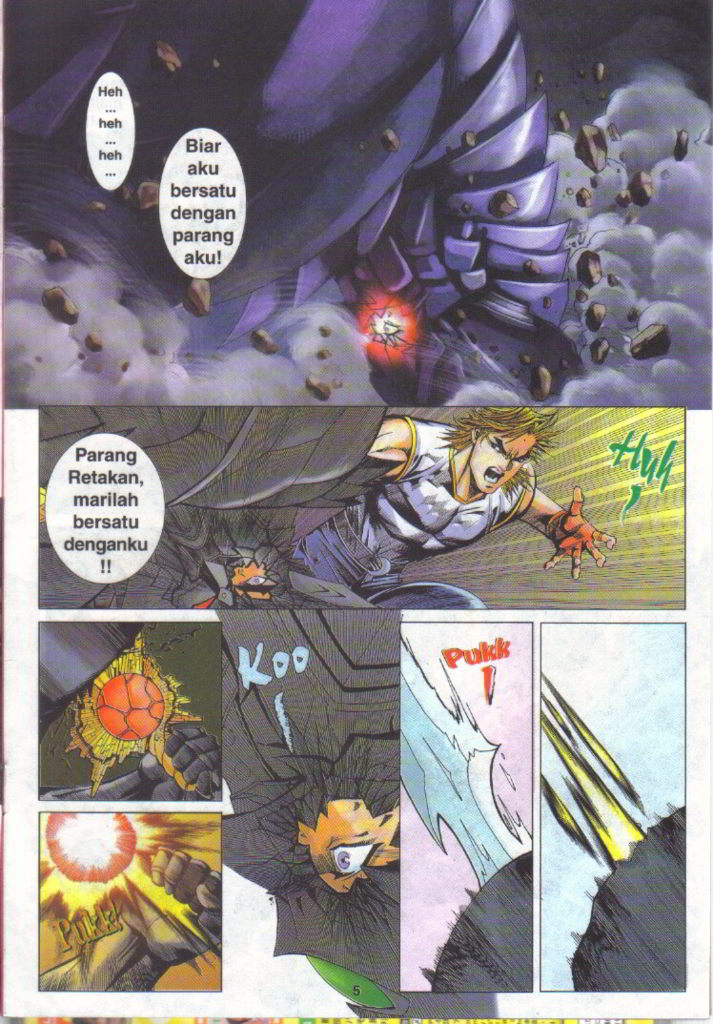 Heh
...
heh
...
heh
...
Biar
aku
bersatu
dengan
parang
aku!
Parang
Retakan,
marilah
bersatu
denganku
!!
Huh
!
Koo
!
Pukk
!
Pukk!
5